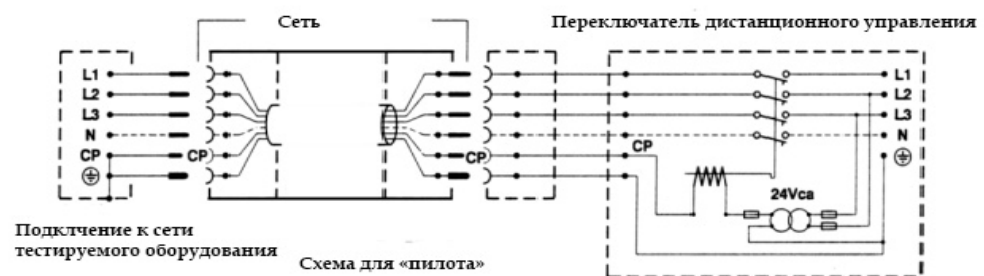 Сеть
Переключатель дистанционного управления
L1
L2
L3
N
CP
CP
CP
CP
L1
L2
L3
N
24Vca
Подклчение к сети
тестируемого оборудования
Схема для «пилота»